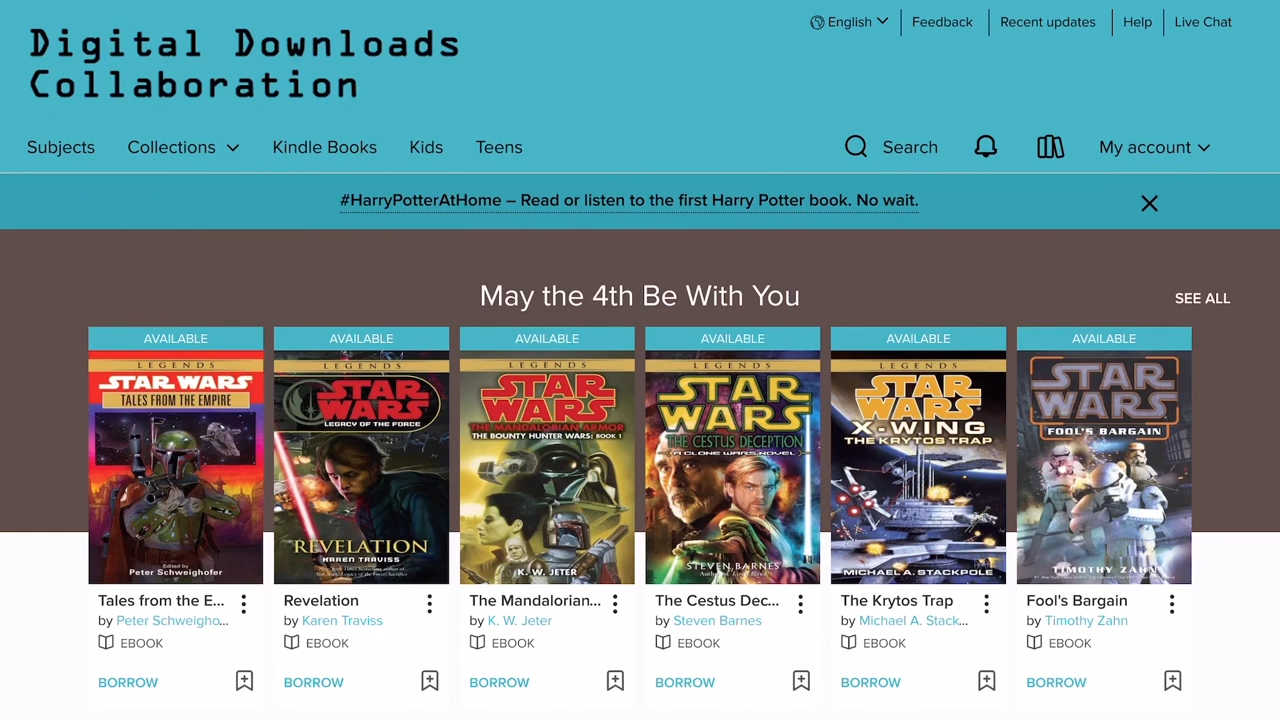 Digital Downloads
Collaboration
English
Feedback
Recent updates
Help
Live Chat
Subjects
Collections
Kindle Books
Kids
Teens
Search
My account
#HarryPotterAtHome – Read or listen to the first Harry Potter book. No wait.
May the 4th Be With You
SEE ALL
AVAILABLE
LEGENDS
STAR WARS
TALES FROM THE EMPIRE
Edited by
Peter Schweighofer
Tales from the E...
by Peter Schweigho...
EBOOK
BORROW
AVAILABLE
LEGENDS
STAR
WARS
LEGACY OF THE FORCE
REVELATION
KAREN TRAVISS
Revelation
by Karen Traviss
EBOOK
BORROW
AVAILABLE
LEGENDS
STAR
WARS
THE MANDALORIAN ARMOR
THE BOUNTY HUNTER WARS: BOOK 1
K. W. JETER
The Mandalorian...
by K. W. Jeter
EBOOK
BORROW
AVAILABLE
LEGENDS
STAR
WARS
THE CESTUS DECEPTION
A CLONE WARS NOVEL
STEVEN BARNES
The Cestus Dec...
by Steven Barnes
EBOOK
BORROW
AVAILABLE
LEGENDS
STAR
WARS
X-WING
THE KRYTOS TRAP
MICHAEL A. STACKPOLE
The Krytos Trap
by Michael A. Stack...
EBOOK
BORROW
AVAILABLE
STAR
WARS
FOOL'S BARGAIN
TIMOTHY ZAHN
Fool's Bargain
by Timothy Zahn
EBOOK
BORROW